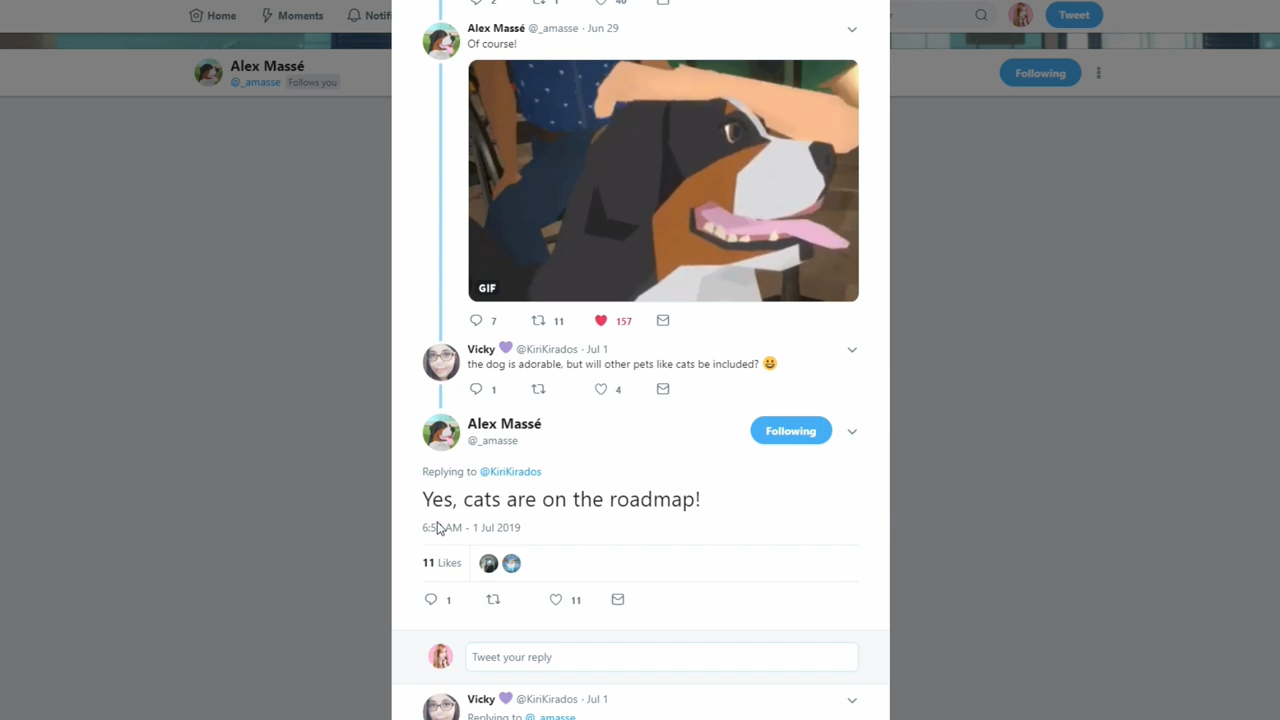 Home
Moments
Tweet
Alex Massé
@_amasse Follows you
Following
Alex Massé @_amasse · Jun 29
Of course!
GIF
7 11 157
Vicky 💜 @KiriKirados · Jul 1
the dog is adorable, but will other pets like cats be included? 😀
1 4
Alex Massé
@_amasse
Following
Replying to @KiriKirados
Yes, cats are on the roadmap!
AM - 1 Jul 2019
11 Likes
1 11
Tweet your reply
Vicky 💜 @KiriKirados · Jul 1
Replying to @_amasse